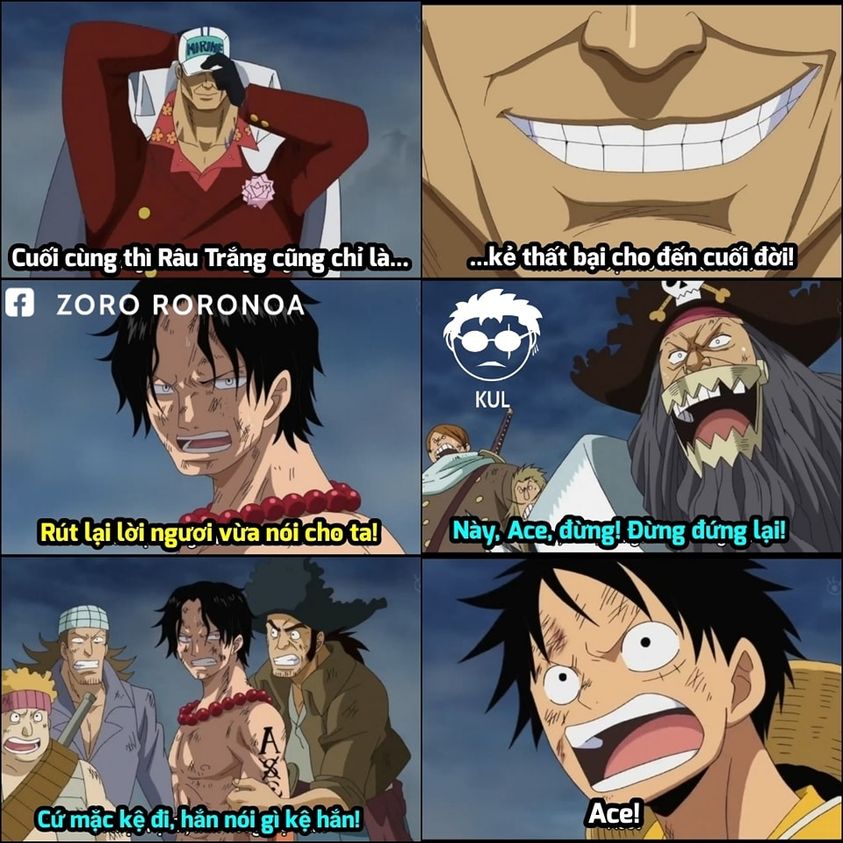 MARINE
Cuối cùng thì Râu Trắng cũng chỉ là...
...kẻ thất bại cho đến cuối đời!
ZORO RORONOA
KUL
Rút lại lời ngươi vừa nói cho ta!
Này, Ace, đừng! Đừng đứng lại!
ASCE
Cứ mặc kệ đi, hắn nói gì kệ hắn!
Ace!